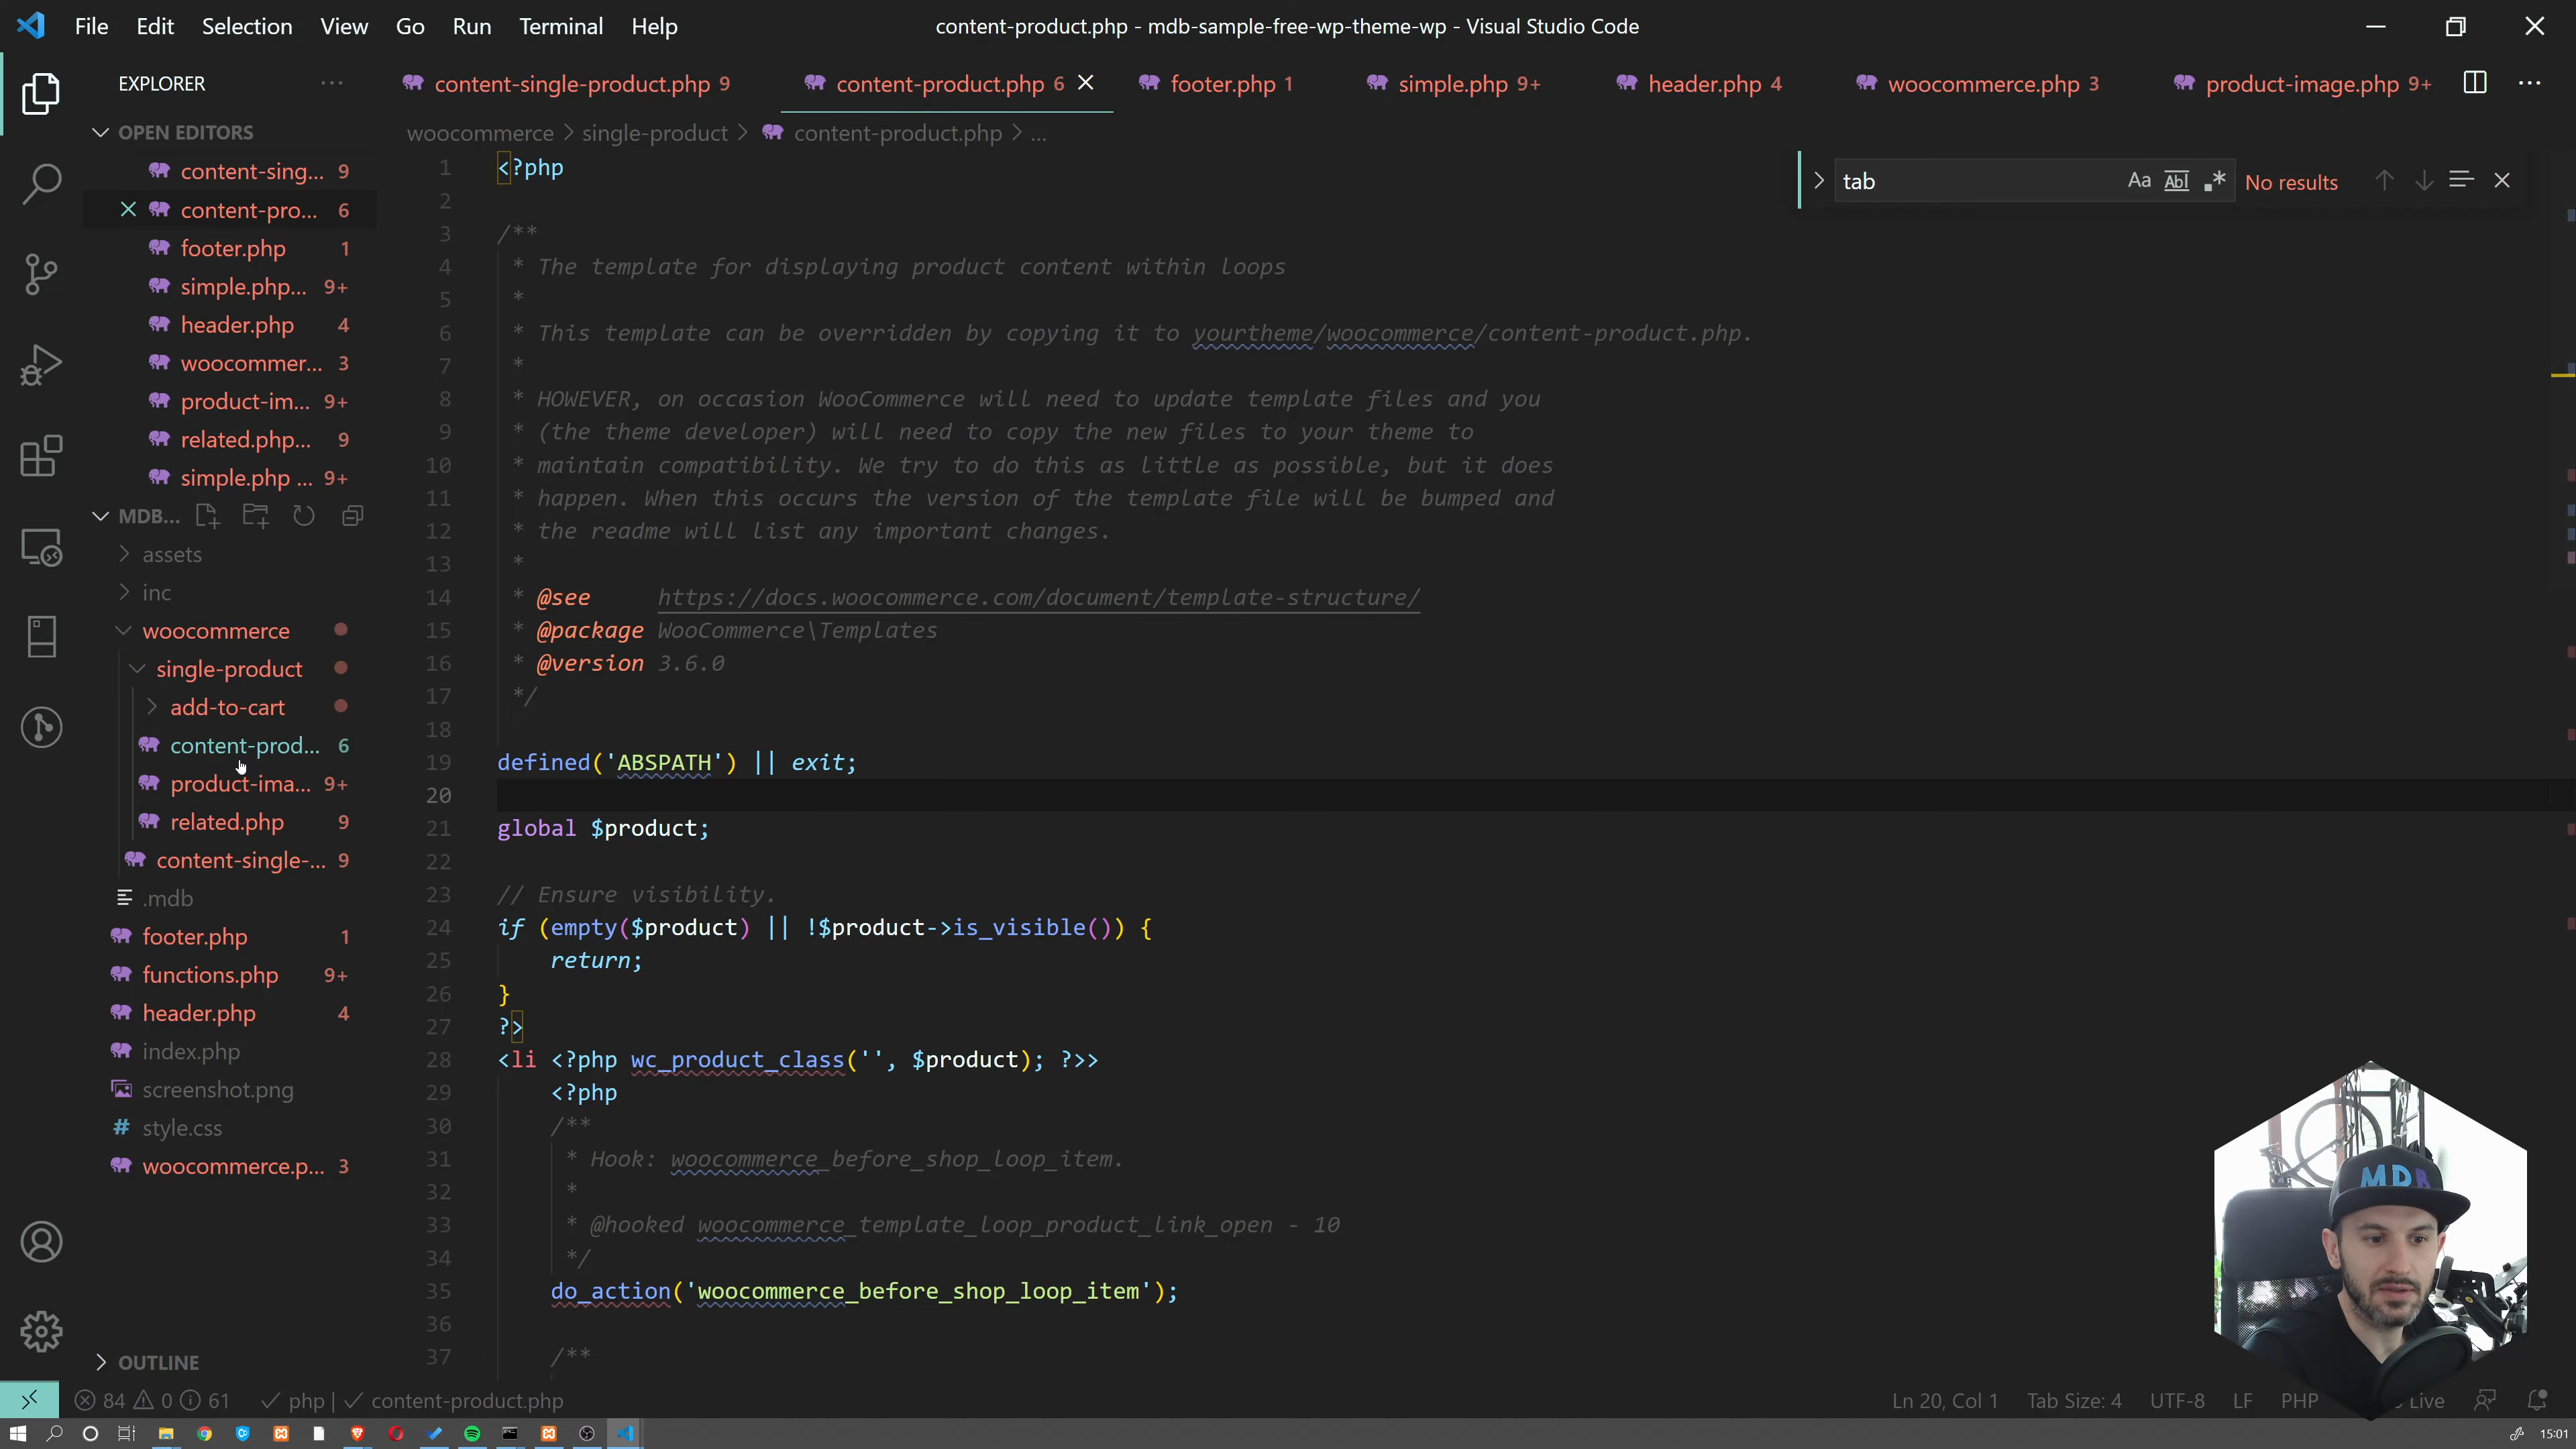 File Edit Selection View Go Run Terminal Help
content-product.php - mdb-sample-free-wp-theme-wp - Visual Studio Code
EXPLORER
content-single-product.php 9
content-product.php 6
footer.php 1
simple.php 9+
header.php 4
woocommerce.php 3
product-image.php 9+
OPEN EDITORS
content-sing... 9
content-pro... 6
footer.php 1
simple.php... 9+
header.php 4
woocommer... 3
product-im... 9+
related.php... 9
simple.php ... 9+
MDB...
assets
inc
woocommerce
single-product
add-to-cart
content-prod... 6
product-ima... 9+
related.php 9
content-single-... 9
.mdb
footer.php 1
functions.php 9+
header.php 4
index.php
screenshot.png
style.css
woocommerce.p... 3
OUTLINE
woocommerce > single-product > content-product.php > ...
tab
Aa Abl .* No results
1 <?php
2
3 /**
4 * The template for displaying product content within loops
5 *
6 * This template can be overridden by copying it to yourtheme/woocommerce/content-product.php.
7 *
8 * HOWEVER, on occasion WooCommerce will need to update template files and you
9 * (the theme developer) will need to copy the new files to your theme to
10 * maintain compatibility. We try to do this as little as possible, but it does
11 * happen. When this occurs the version of the template file will be bumped and
12 * the readme will list any important changes.
13 *
14 * @see https://docs.woocommerce.com/document/template-structure/
15 * @package WooCommerce\Templates
16 * @version 3.6.0
17 */
18
19 defined('ABSPATH') || exit;
20
21 global $product;
22
23 // Ensure visibility.
24 if (empty($product) || !$product->is_visible()) {
25 return;
26 }
27 ?>
28 <li <?php wc_product_class('', $product); ?>>
29 <?php
30 /**
31 * Hook: woocommerce_before_shop_loop_item.
32 *
33 * @hooked woocommerce_template_loop_product_link_open - 10
34 */
35 do_action('woocommerce_before_shop_loop_item');
36
37 /**
MDB
84 0 61 php | content-product.php
Ln 20, Col 1 Tab Size: 4 UTF-8 LF PHP Live
15:01